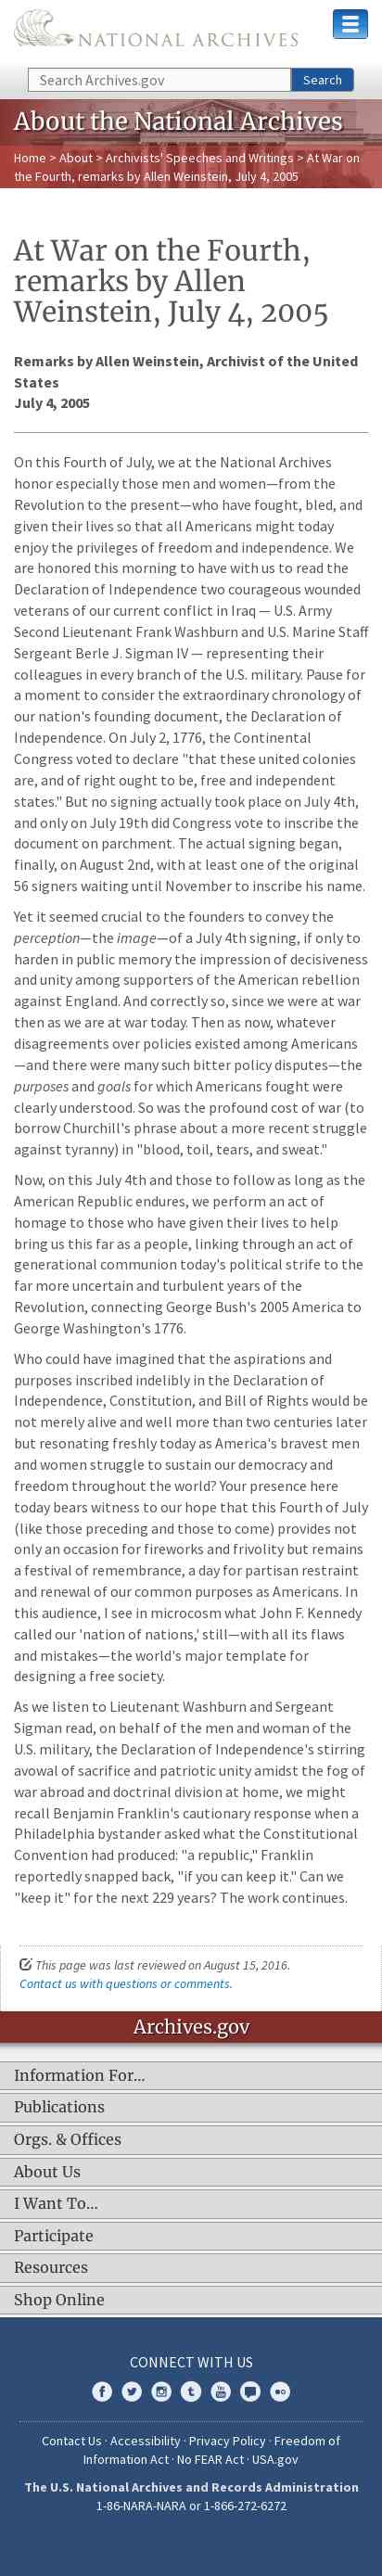 NATIONAL ARCHIVES
Search Archives.gov
Search
About the National Archives
Home > About > Archivists' Speeches and Writings > At War on
the Fourth, remarks by Allen Weinstein, July 4, 2005
At War on the Fourth,
remarks by Allen
Weinstein, July 4, 2005
Remarks by Allen Weinstein, Archivist of the United
States
July 4, 2005
On this Fourth of July, we at the National Archives
honor especially those men and women—from the
Revolution to the present—who have fought, bled, and
given their lives so that all Americans might today
enjoy the privileges of freedom and independence. We
are honored this morning to have with us to read the
Declaration of Independence two courageous wounded
veterans of our current conflict in Iraq — U.S. Army
Second Lieutenant Frank Washburn and U.S. Marine Staff
Sergeant Berle J. Sigman IV — representing their
colleagues in every branch of the U.S. military. Pause for
a moment to consider the extraordinary chronology of
our nation's founding document, the Declaration of
Independence. On July 2, 1776, the Continental
Congress voted to declare "that these united colonies
are, and of right ought to be, free and independent
states." But no signing actually took place on July 4th,
and only on July 19th did Congress vote to inscribe the
document on parchment. The actual signing began,
finally, on August 2nd, with at least one of the original
56 signers waiting until November to inscribe his name.
Yet it seemed crucial to the founders to convey the
perception—the image—of a July 4th signing, if only to
harden in public memory the impression of decisiveness
and unity among supporters of the American rebellion
against England. And correctly so, since we were at war
then as we are at war today. Then as now, whatever
disagreements over policies existed among Americans
—and there were many such bitter policy disputes—the
purposes and goals for which Americans fought were
clearly understood. So was the profound cost of war (to
borrow Churchill's phrase about a more recent struggle
against tyranny) in "blood, toil, tears, and sweat."
Now, on this July 4th and those to follow as long as the
American Republic endures, we perform an act of
homage to those who have given their lives to help
bring us this far as a people, linking through an act of
generational communion today's political strife to the
far more uncertain and turbulent years of the
Revolution, connecting George Bush's 2005 America to
George Washington's 1776.
Who could have imagined that the aspirations and
purposes inscribed indelibly in the Declaration of
Independence, Constitution, and Bill of Rights would be
not merely alive and well more than two centuries later
but resonating freshly today as America's bravest men
and women struggle to sustain our democracy and
freedom throughout the world? Your presence here
today bears witness to our hope that this Fourth of July
(like those preceding and those to come) provides not
only an occasion for fireworks and frivolity but remains
a festival of remembrance, a day for partisan restraint
and renewal of our common purposes as Americans. In
this audience, I see in microcosm what John F. Kennedy
called our 'nation of nations,' still—with all its flaws
and mistakes—the world's major template for
designing a free society.
As we listen to Lieutenant Washburn and Sergeant
Sigman read, on behalf of the men and woman of the
U.S. military, the Declaration of Independence's stirring
avowal of sacrifice and patriotic unity amidst the fog of
war abroad and doctrinal division at home, we might
recall Benjamin Franklin's cautionary response when a
Philadelphia bystander asked what the Constitutional
Convention had produced: "a republic," Franklin
reportedly snapped back, "if you can keep it." Can we
"keep it" for the next 229 years? The work continues.
This page was last reviewed on August 15, 2016.
Contact us with questions or comments.
Archives.gov
Information For…
Publications
Orgs. & Offices
About Us
I Want To…
Participate
Resources
Shop Online
CONNECT WITH US
Contact Us · Accessibility · Privacy Policy · Freedom of
Information Act · No FEAR Act · USA.gov
The U.S. National Archives and Records Administration
1-86-NARA-NARA or 1-866-272-6272